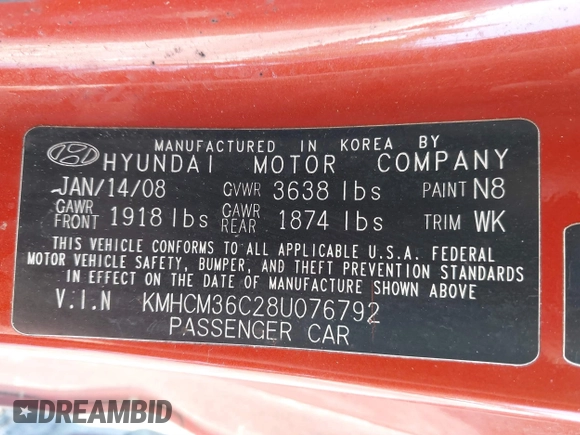 MANUFACTURED IN KOREA BY
HYUNDAI MOTOR COMPANY
JAN/14/08 GVWR 3638 lbs PAINT N8
GAWR FRONT 1918 lbs GAWR REAR 1874 lbs TRIM WK
THIS VEHICLE CONFORMS TO ALL APPLICABLE U.S.A. FEDERAL
MOTOR VEHICLE SAFETY, BUMPER, AND THEFT PREVENTION STANDARDS
IN EFFECT ON THE DATE OF MANUFACTURE SHOWN ABOVE
V.I.N KMHCM36C28U076792
PASSENGER CAR
DREAMBID